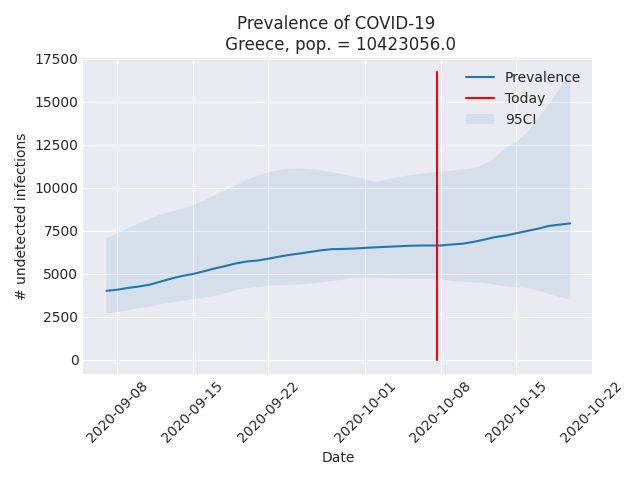 Prevalence of COVID-19
Greece, pop. = 10423056.0
17500
15000
12500
10000
7500
5000
2500
0
# undetected infections
Prevalence
Today
95CI
2020-09-08
2020-09-15
2020-09-22
2020-10-01
2020-10-08
2020-10-15
2020-10-22
Date